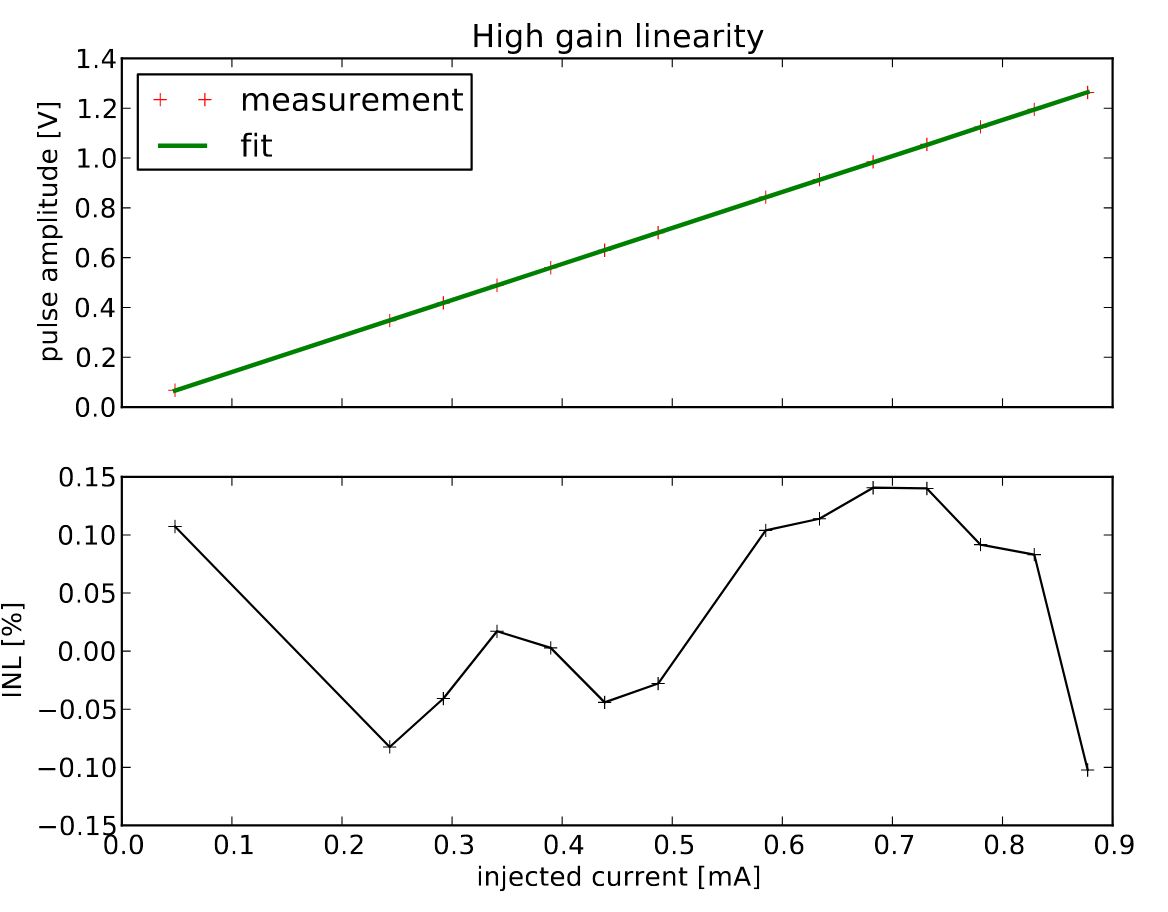 High gain linearity
1.4
1.2
1.0
0.8
0.6
0.4
0.2
0.0
pulse amplitude [V]
measurement
fit
0.15
0.10
0.05
0.00
−0.05
−0.10
−0.15
INL [%]
0.0 0.1 0.2 0.3 0.4 0.5 0.6 0.7 0.8 0.9
injected current [mA]